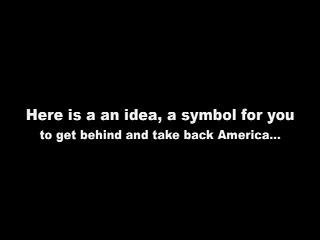 Here is a an idea, a symbol for you
to get behind and take back America...